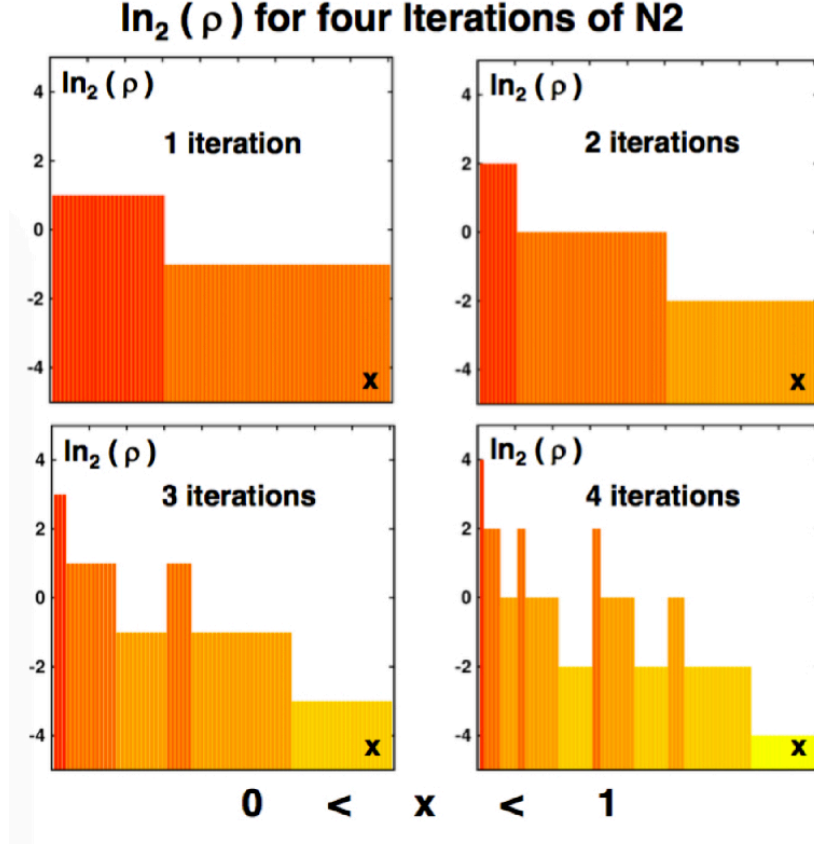 ln₂ ( ρ ) for four Iterations of N2
ln₂ ( ρ )
1 iteration
4
2
0
-2
-4
x
ln₂ ( ρ )
2 iterations
4
2
0
-2
-4
x
ln₂ ( ρ )
3 iterations
4
2
0
-2
-4
x
ln₂ ( ρ )
4 iterations
4
2
0
-2
-4
x
0 < x < 1